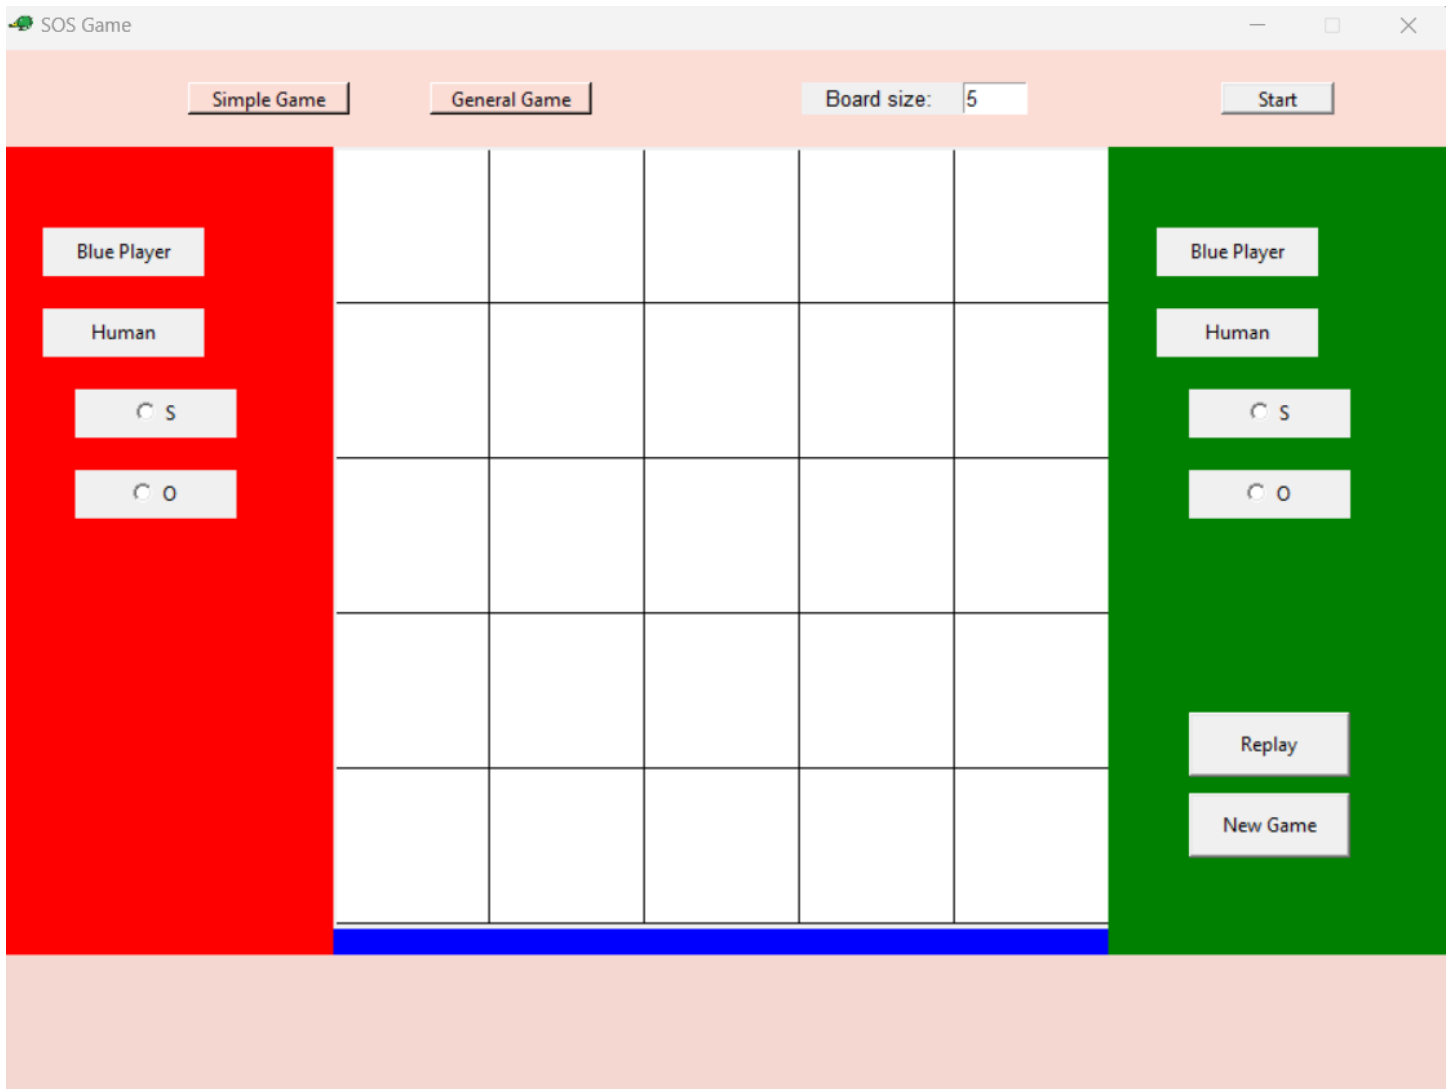 SOS Game
Simple Game General Game Board size: 5 Start
Blue Player Blue Player
Human Human
S S
O O
Replay
New Game